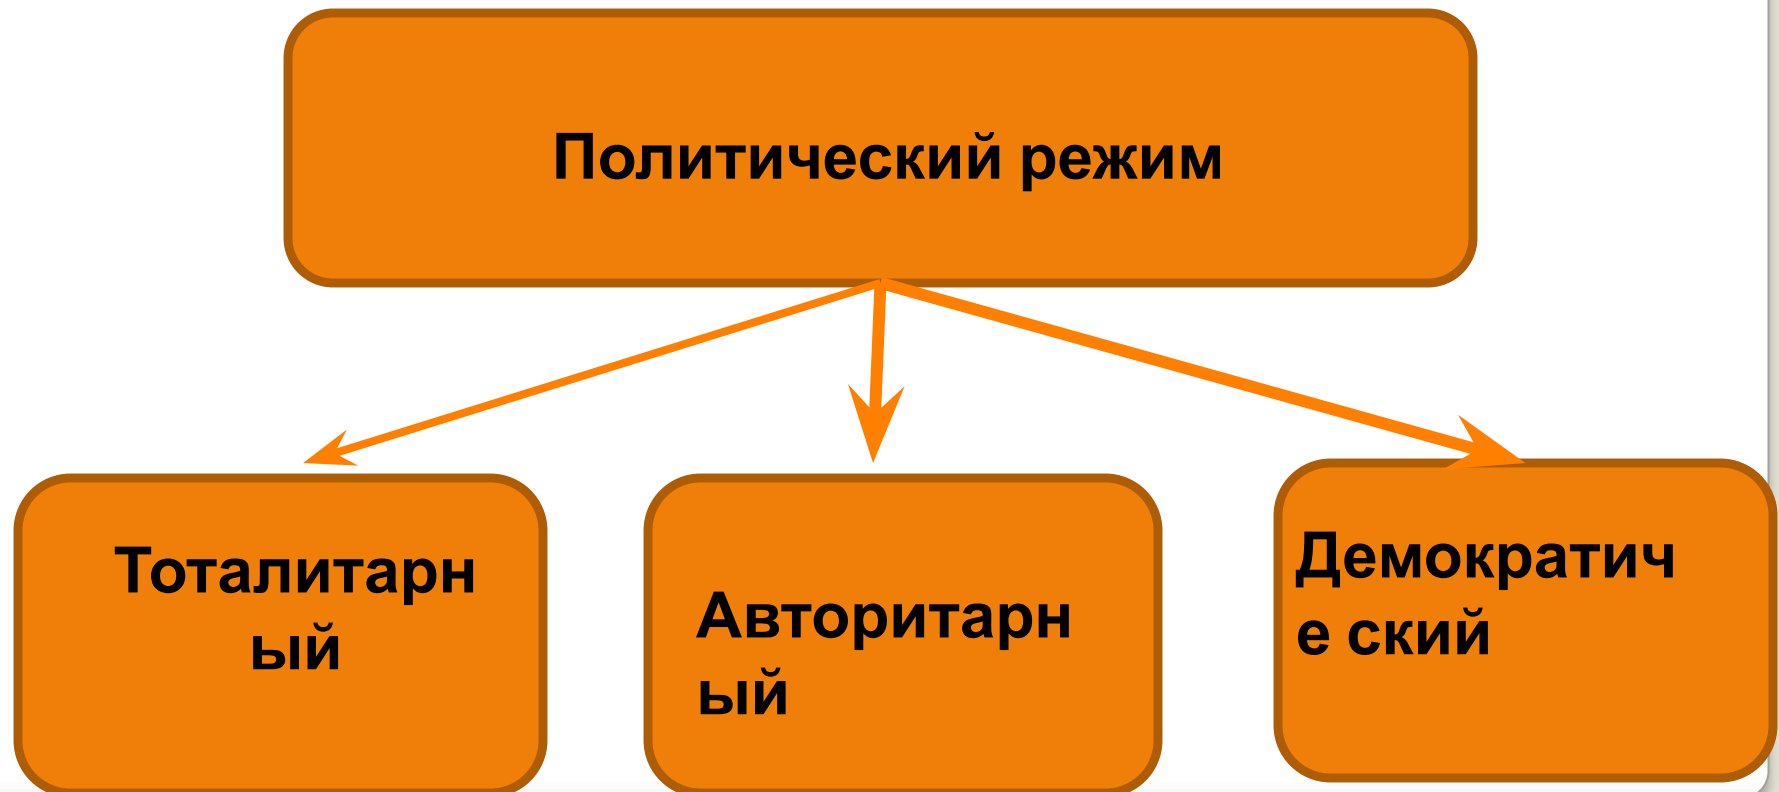 Политический режим
Тоталитарн
ый
Авторитарн
ый
Демократич
е ский